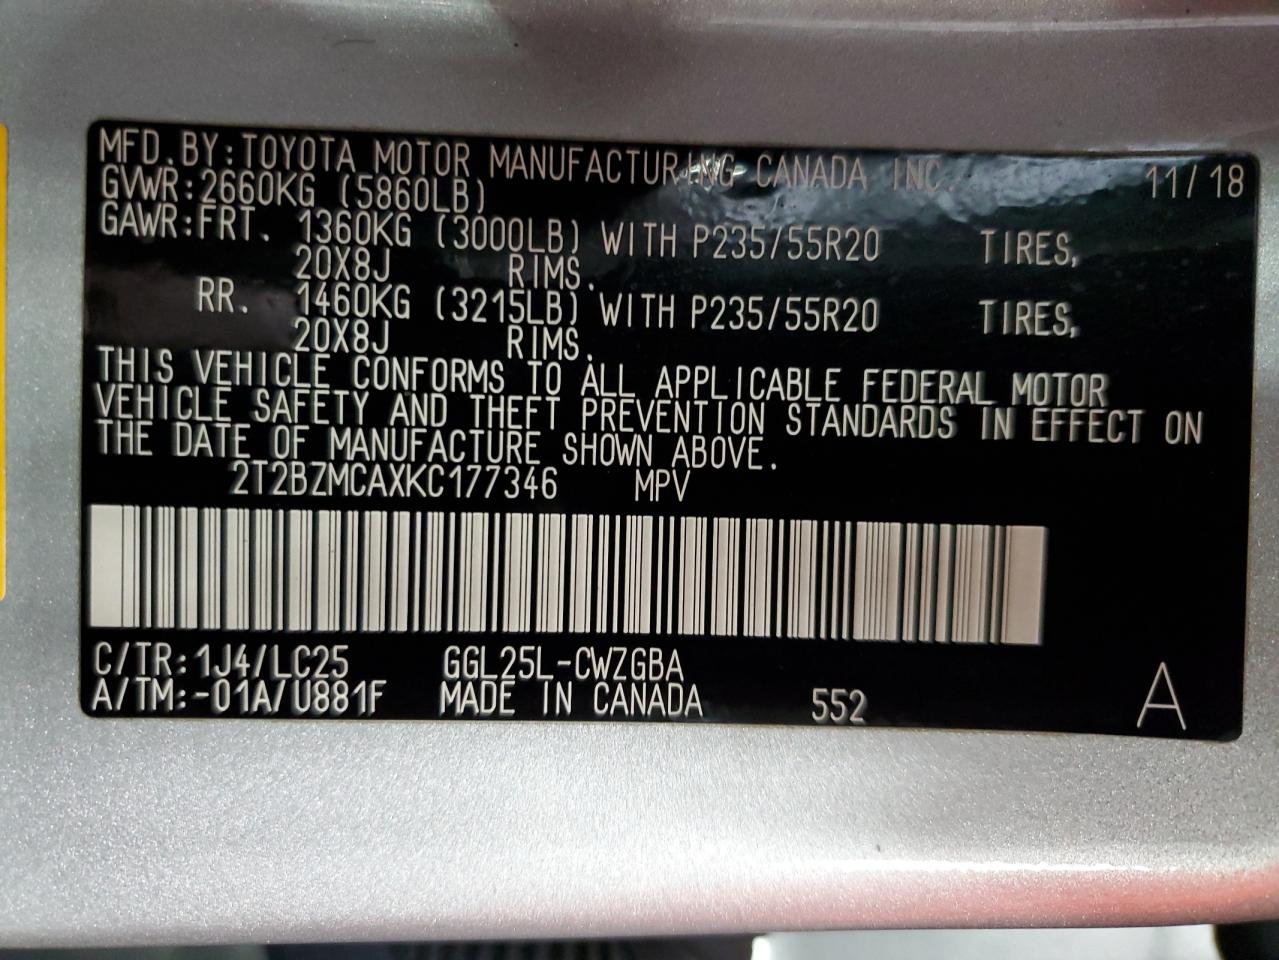 MFD.BY:TOYOTA MOTOR MANUFACTURING CANADA INC. 11/18
GVWR:2660KG (5860LB)
GAWR:FRT. 1360KG (3000LB) WITH P235/55R20 TIRES,
20X8J RIMS.
RR. 1460KG (3215LB) WITH P235/55R20 TIRES,
20X8J RIMS.
THIS VEHICLE CONFORMS TO ALL APPLICABLE FEDERAL MOTOR
VEHICLE SAFETY AND THEFT PREVENTION STANDARDS IN EFFECT ON
THE DATE OF MANUFACTURE SHOWN ABOVE.
2T2BZMCAXKC177346 MPV
C/TR:1J4/LC25 GGL25L-CWZGBA
A/TM:-01A/U881F MADE IN CANADA 552 A